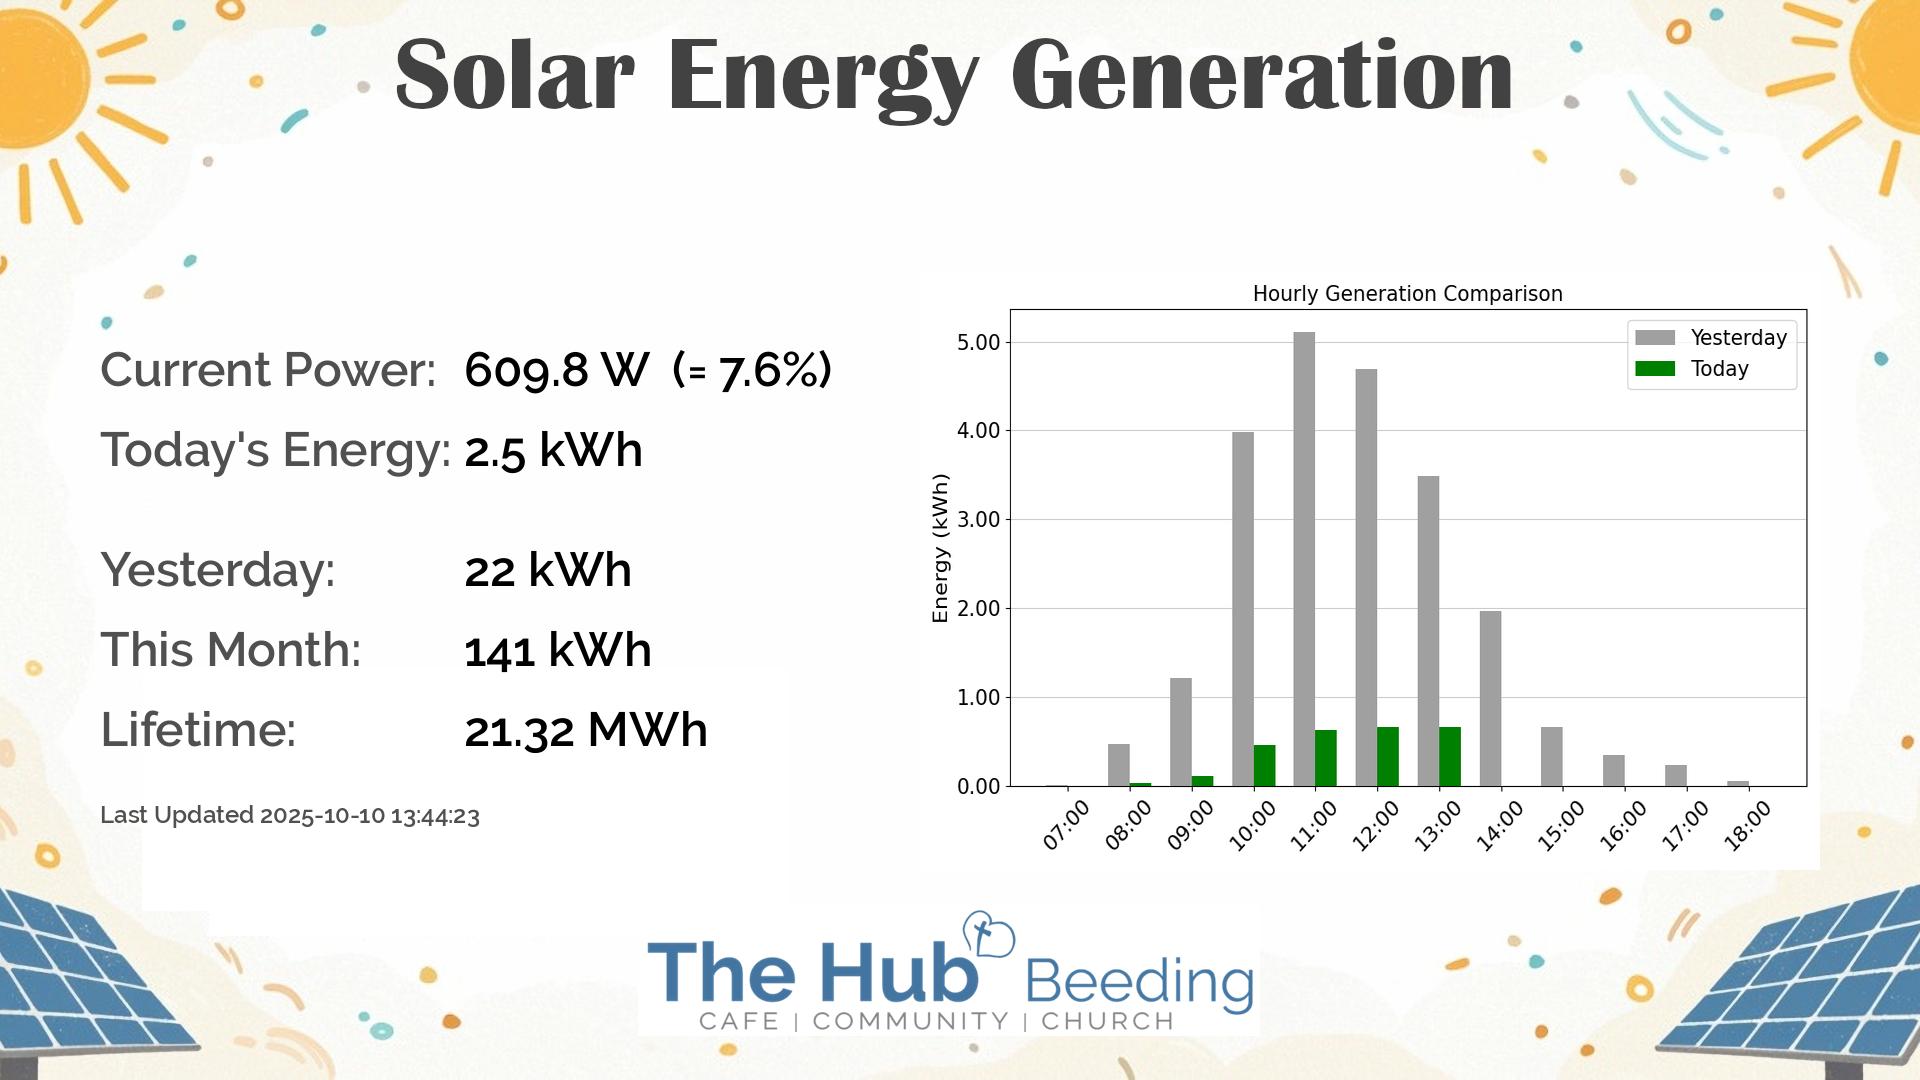 Solar Energy Generation
Current Power: 609.8 W (= 7.6%)
Today's Energy: 2.5 kWh
Yesterday: 22 kWh
This Month: 141 kWh
Lifetime: 21.32 MWh
Last Updated 2025-10-10 13:44:23
Hourly Generation Comparison
Yesterday
Today
Energy (kWh)
5.00
4.00
3.00
2.00
1.00
0.00
07:00 08:00 09:00 10:00 11:00 12:00 13:00 14:00 15:00 16:00 17:00 18:00
The Hub Beeding
CAFE | COMMUNITY | CHURCH